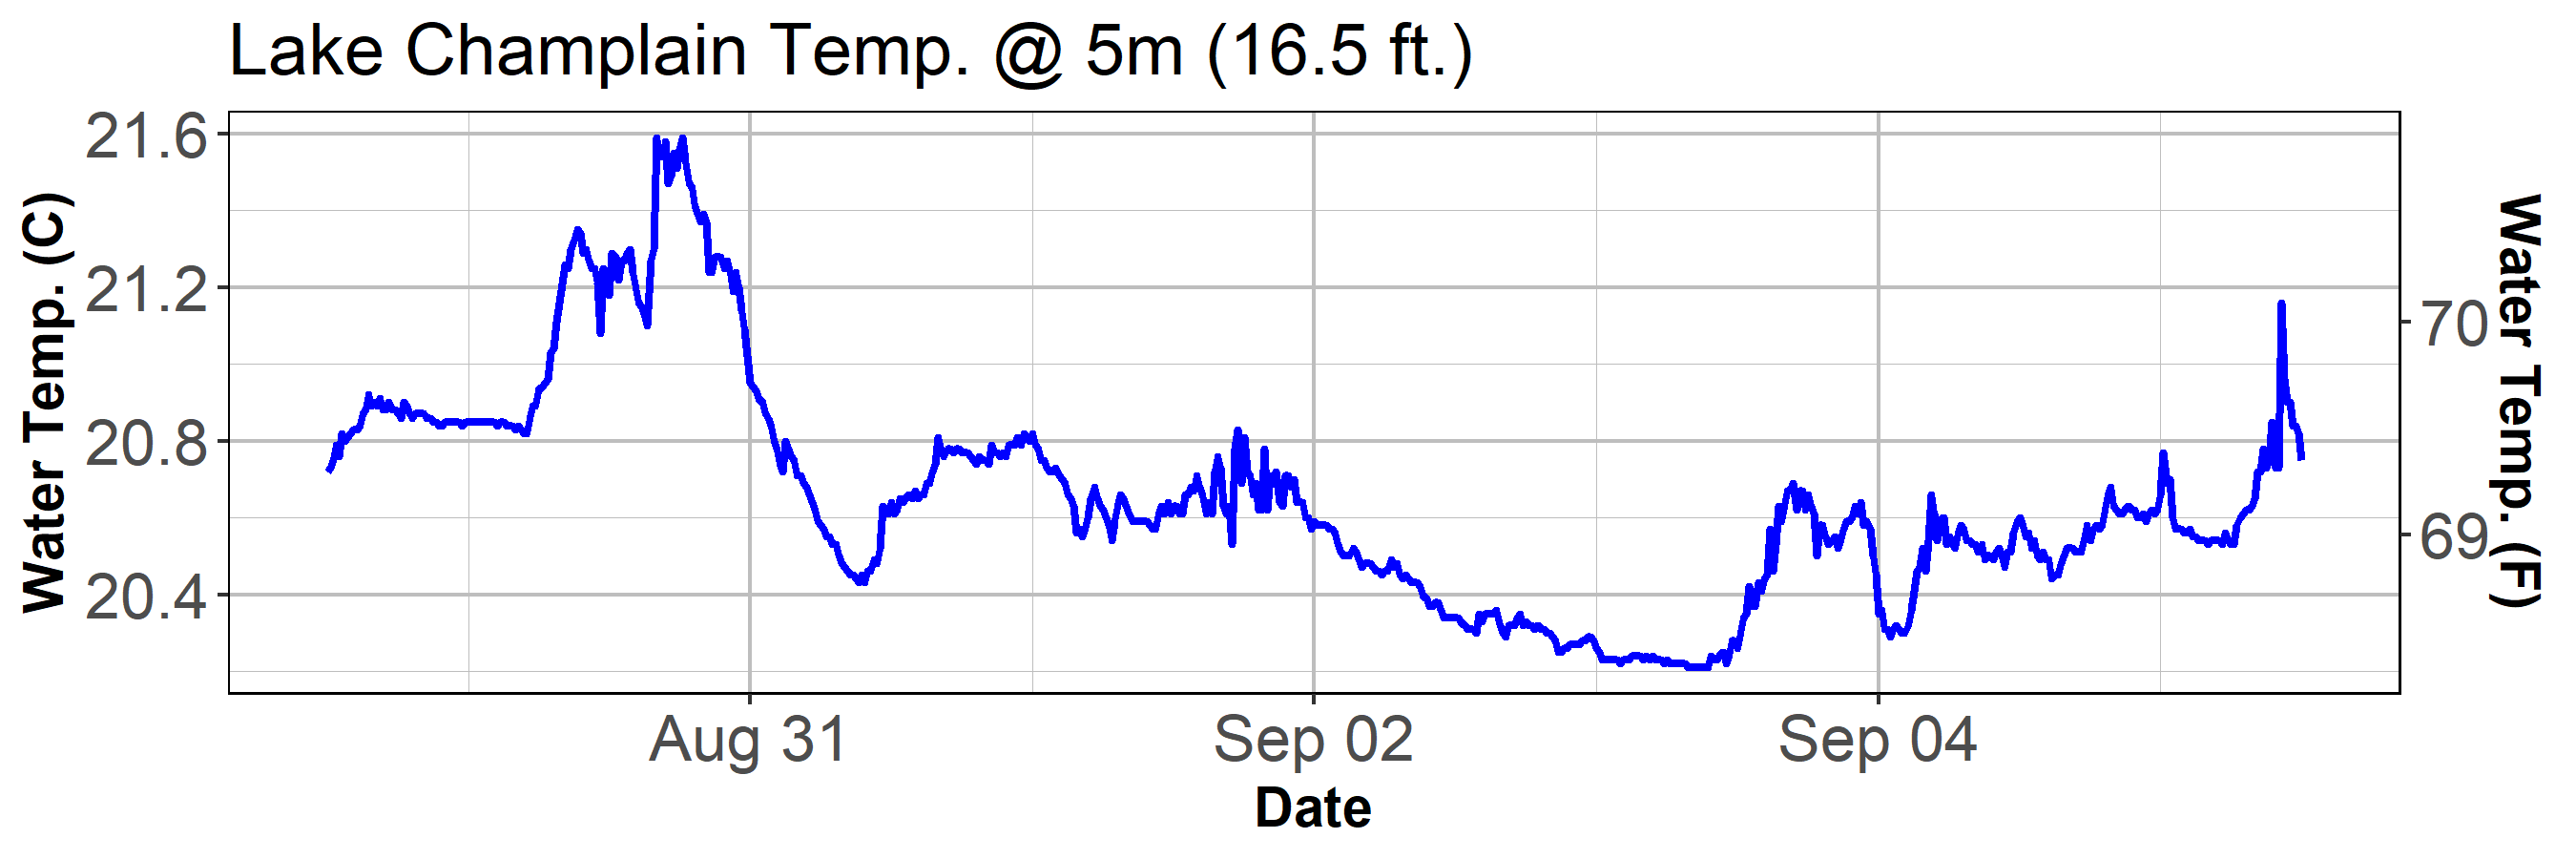 Lake Champlain Temp. @ 5m (16.5 ft.)
Water Temp. (C)
21.6
21.2
20.8
20.4
70
69
Water Temp. (F)
Aug 31
Sep 02
Sep 04
Date